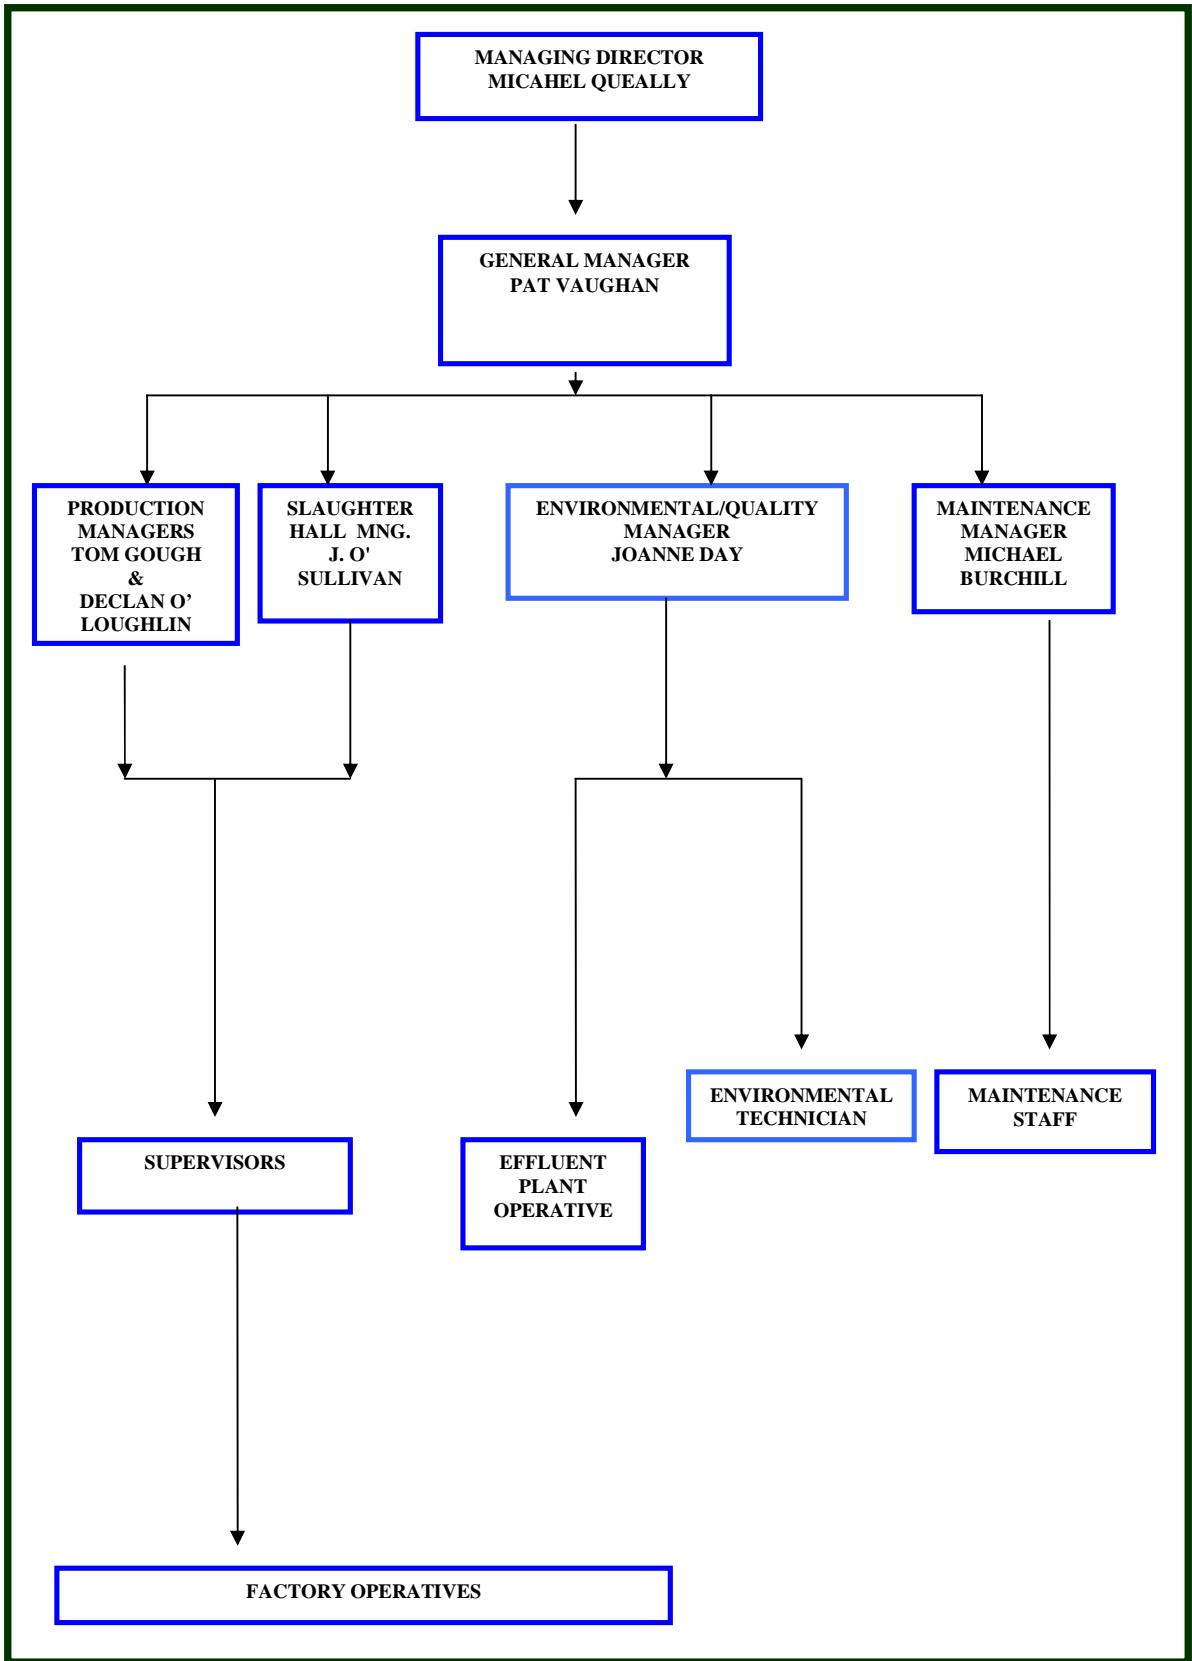 MANAGING DIRECTOR
MICAHEL QUEALLY
GENERAL MANAGER
PAT VAUGHAN
PRODUCTION
MANAGERS
TOM GOUGH
&
DECLAN O’
LOUGHLIN
SLAUGHTER
HALL MNG.
J. O'
SULLIVAN
ENVIRONMENTAL/QUALITY
MANAGER
JOANNE DAY
MAINTENANCE
MANAGER
MICHAEL
BURCHILL
ENVIRONMENTAL
TECHNICIAN
MAINTENANCE
STAFF
SUPERVISORS
EFFLUENT
PLANT
OPERATIVE
FACTORY OPERATIVES